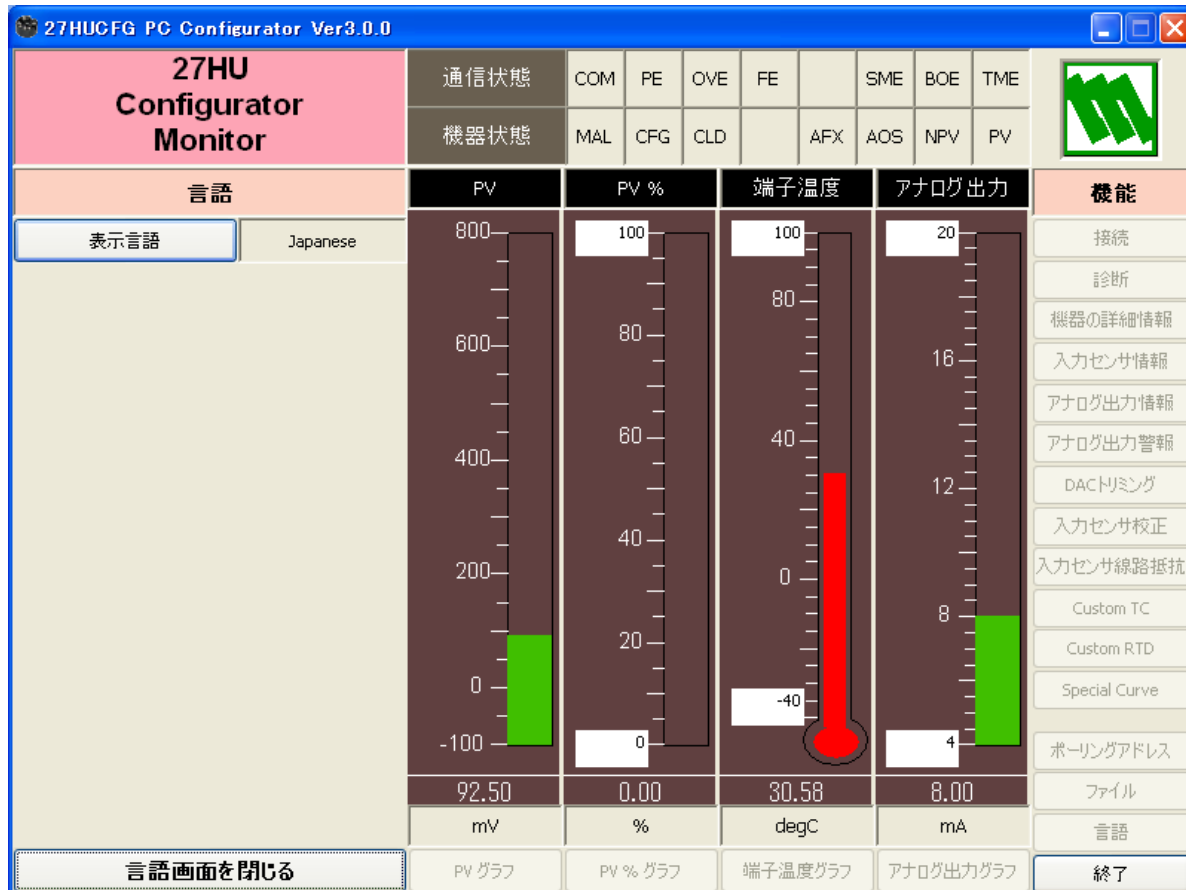 27HUCFG PC Configurator Ver3.0.0
27HU
Configurator
Monitor
通信状態 COM PE OVE FE SME BOE TME
機器状態 MAL CFG CLD AFX AOS NPV PV
言語
表示言語 Japanese
言語画面を閉じる
PV
800
600
400
200
0
-100
92.50
mV
PV グラフ
PV %
100
80
60
40
20
0
0.00
%
PV % グラフ
端子温度
100
80
40
0
-40
30.58
degC
端子温度グラフ
アナログ出力
20
16
12
8
4
8.00
mA
アナログ出力グラフ
機能
接続
診断
機器の詳細情報
入力センサ情報
アナログ出力情報
アナログ出力警報
DACトリミング
入力センサ校正
入力センサ線路抵抗
Custom TC
Custom RTD
Special Curve
ポーリングアドレス
ファイル
言語
終了